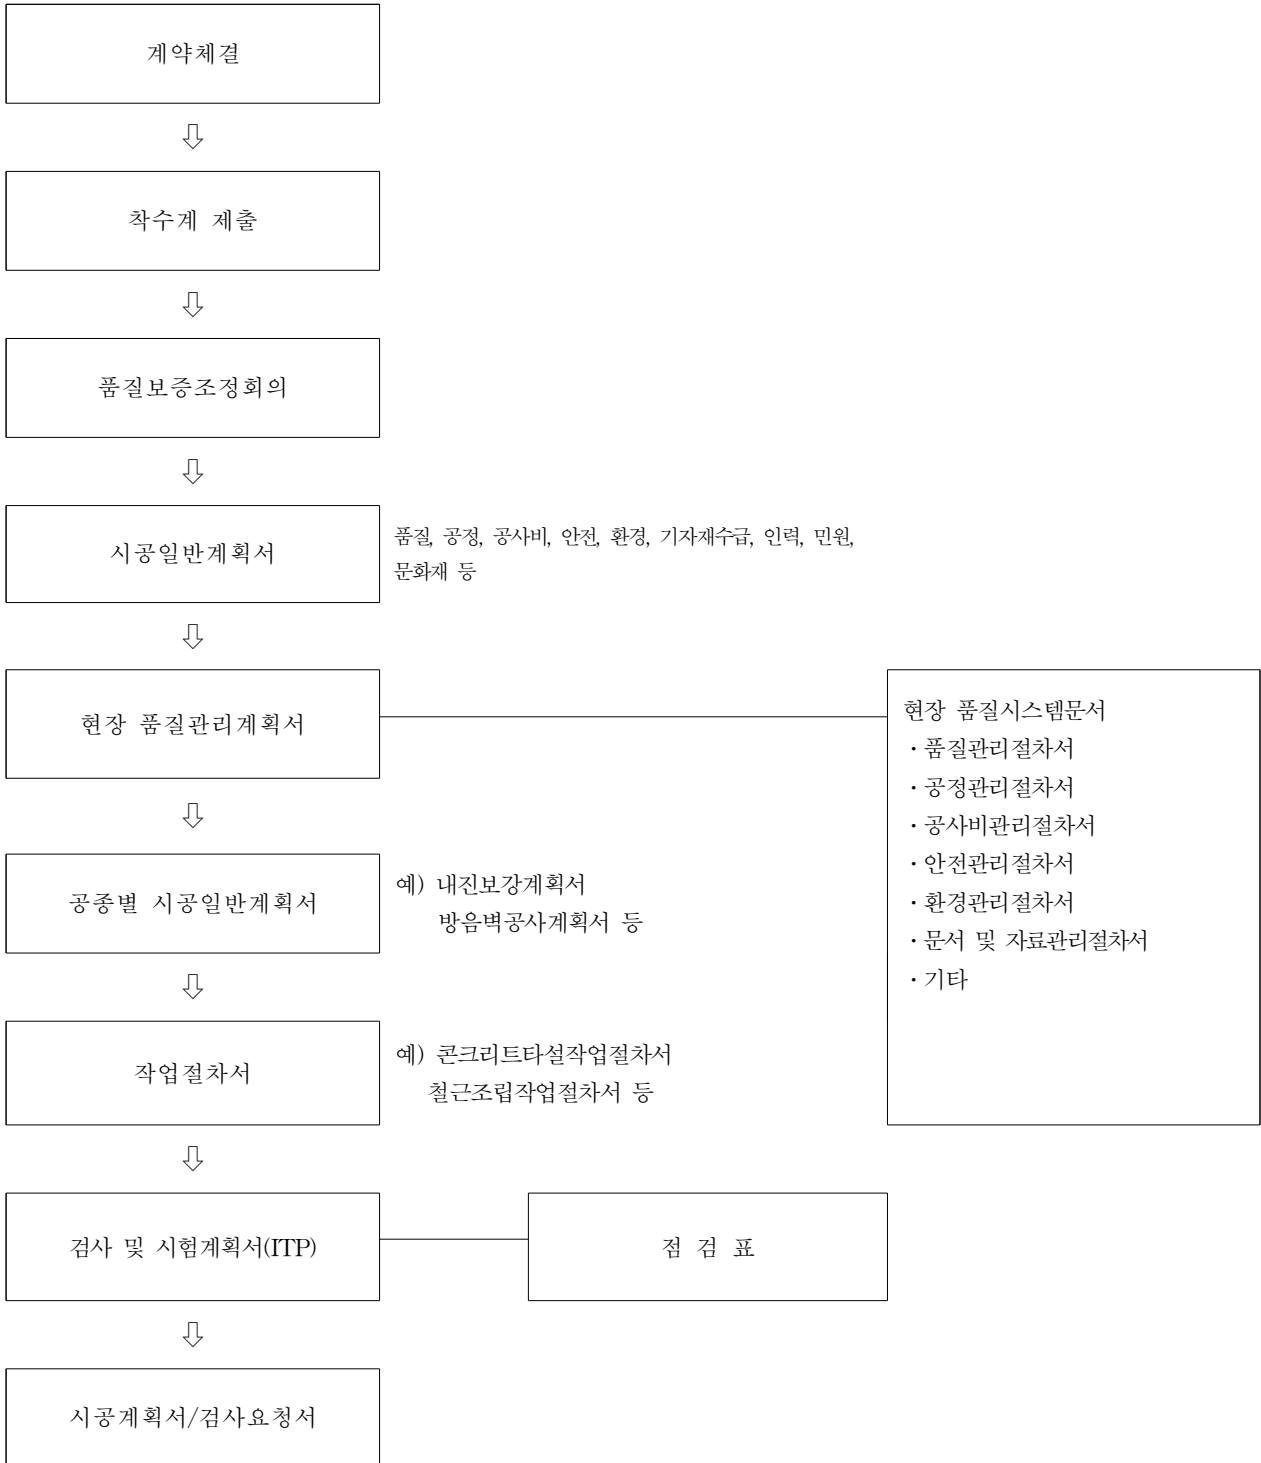 계약체결
⇩
착수계 제출
⇩
품질보증조정회의
⇩
시공일반계획서
품질, 공정, 공사비, 안전, 환경, 기자재수급, 인력, 민원,
문화재 등
⇩
현장 품질관리계획서
현장 품질시스템문서
·품질관리절차서
·공정관리절차서
·공사비관리절차서
·안전관리절차서
·환경관리절차서
·문서 및 자료관리절차서
·기타
⇩
공종별 시공일반계획서
예) 내진보강계획서
방음벽공사계획서 등
⇩
작업절차서
예) 콘크리트타설작업절차서
철근조립작업절차서 등
⇩
검사 및 시험계획서(ITP)
점 검 표
⇩
시공계획서/검사요청서